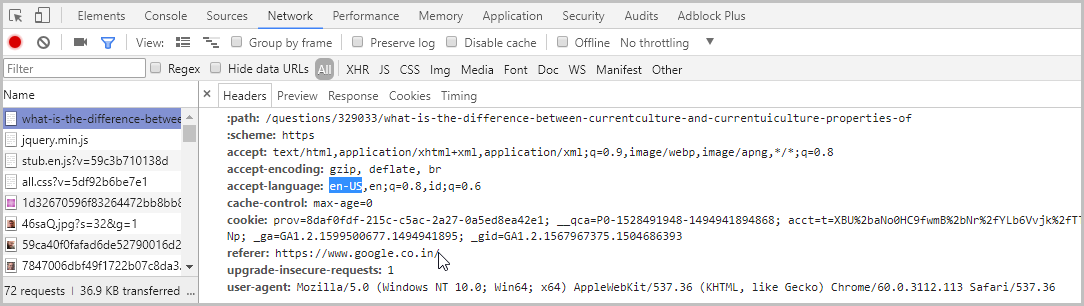 Elements Console Sources Network Performance Memory Application Security Audits Adblock Plus
View: Group by frame Preserve log Disable cache Offline No throttling
Filter Regex Hide data URLs All XHR JS CSS Img Media Font Doc WS Manifest Other
Name × Headers Preview Response Cookies Timing
what-is-the-difference-betwee
jquery.min.js
stub.en.js?v=59c3b710138d
all.css?v=5df92b6be7e1
1d32670596f83264472bb8bb8
46saQ.jpg?s=32&g=1
59ca40f0fafad6de52790016d2
7847006dbf49f1722b07c8da3.
72 requests | 36.9 KB transferred ...
:path: /questions/329033/what-is-the-difference-between-currentculture-and-currentuiculture-properties-of
:scheme: https
accept: text/html,application/xhtml+xml,application/xml;q=0.9,image/webp,image/apng,*/*;q=0.8
accept-encoding: gzip, deflate, br
accept-language: en-US,en;q=0.8,id;q=0.6
cache-control: max-age=0
cookie: prov=8daf0fdf-215c-c5ac-2a27-0a5ed8ea42e1; __qca=P0-1528491948-1494941894868; acct=t=XBU%2baNo0HC9fwmB%2bNr%2fYLb6Vvjk%2fT
Np; _ga=GA1.2.1599500677.1494941895; _gid=GA1.2.1567967375.1504686393
referer: https://www.google.co.in/
upgrade-insecure-requests: 1
user-agent: Mozilla/5.0 (Windows NT 10.0; Win64; x64) AppleWebKit/537.36 (KHTML, like Gecko) Chrome/60.0.3112.113 Safari/537.36